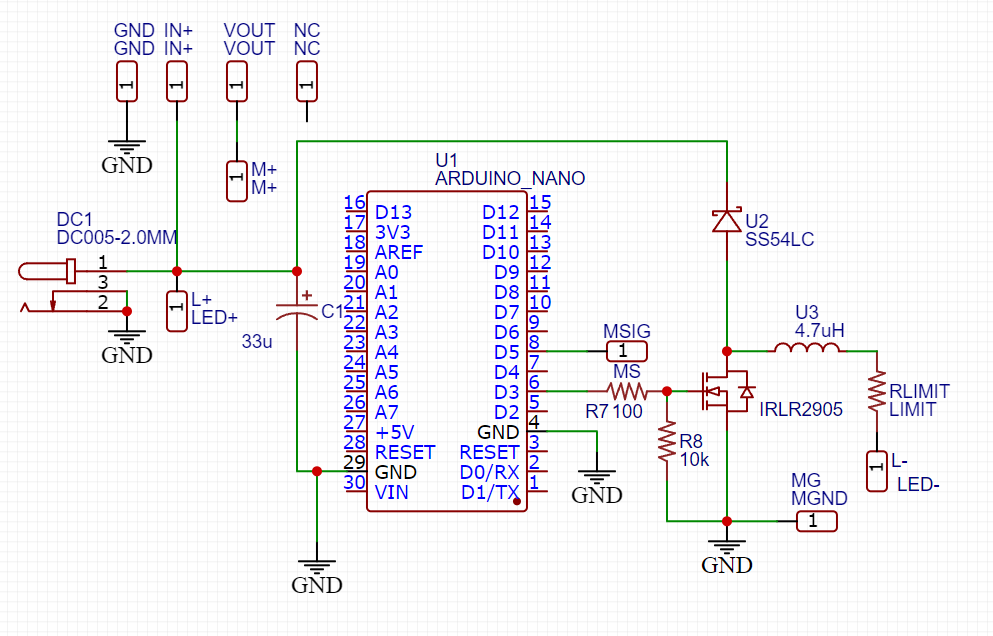 GND IN+ VOUT NC
GND IN+ VOUT NC
1 1 1 1
GND
1 M+
M+
U1
ARDUINO_NANO
DC1
DC005-2.0MM
1
3
2
GND
1 L+
LED+
+
C1
33u
16 D13 D12 15
17 3V3 D11 14
18 AREF D10 13
19 A0 D9 12
20 A1 D8 11
21 A2 D7 10
22 A3 D6 9
23 A4 D5 8
24 A5 D4 7
25 A6 D3 6
26 A7 D2 5
27 +5V GND 4
28 RESET RESET 3
29 GND D0/RX 2
30 VIN D1/TX 1
GND
MSIG
1
MS
R7 100
R8
10k
GND
U2
SS54LC
U3
4.7uH
IRLR2905
RLIMIT
LIMIT
1 L-
LED-
MG
MGND
1
GND